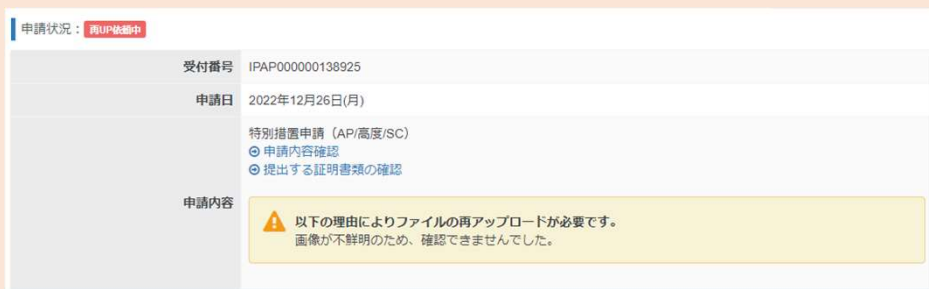 申請状況：再UP依頼中
受付番号 IPAP000000138925
申請日 2022年12月26日(月)
特別措置申請（AP/高度/SC）
申請内容確認
提出する証明書類の確認
申請内容
以下の理由によりファイルの再アップロードが必要です。
画像が不鮮明のため、確認できませんでした。